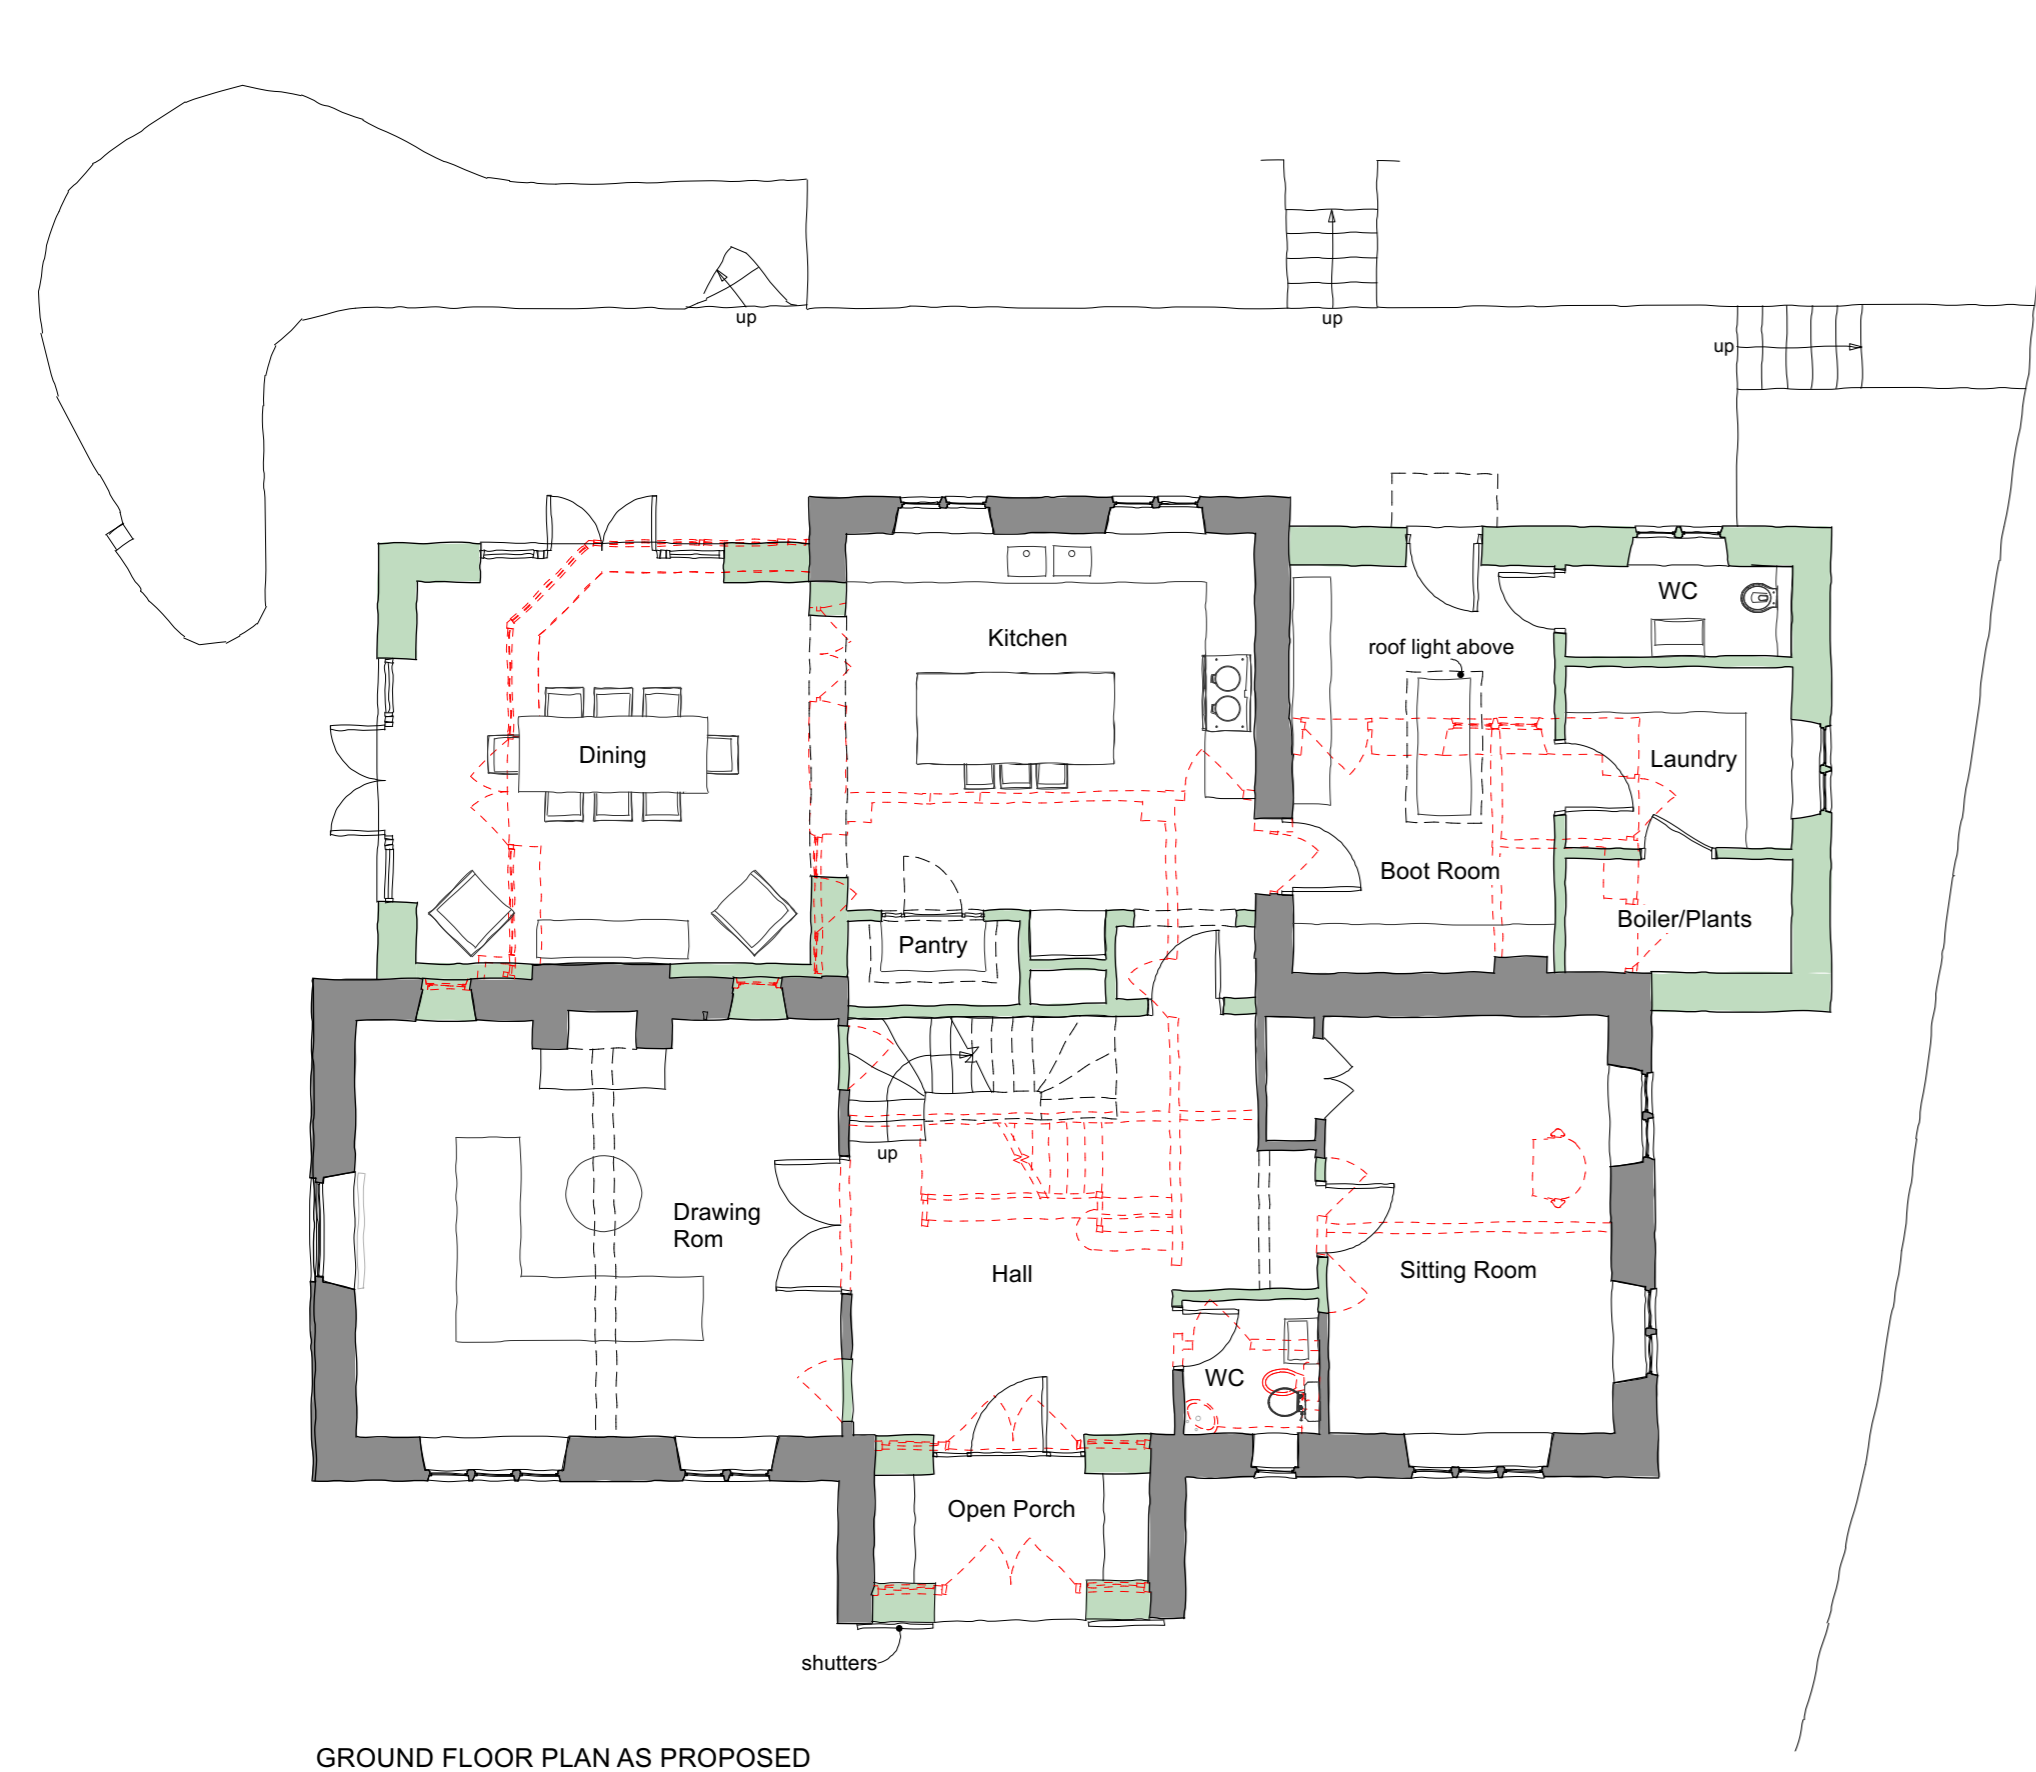 up
up
up
WC
Kitchen
roof light above
Dining
Laundry
Boot Room
Boiler/Plants
Pantry
up
Drawing
Rom
Hall
Sitting Room
WC
Open Porch
shutters
GROUND FLOOR PLAN AS PROPOSED